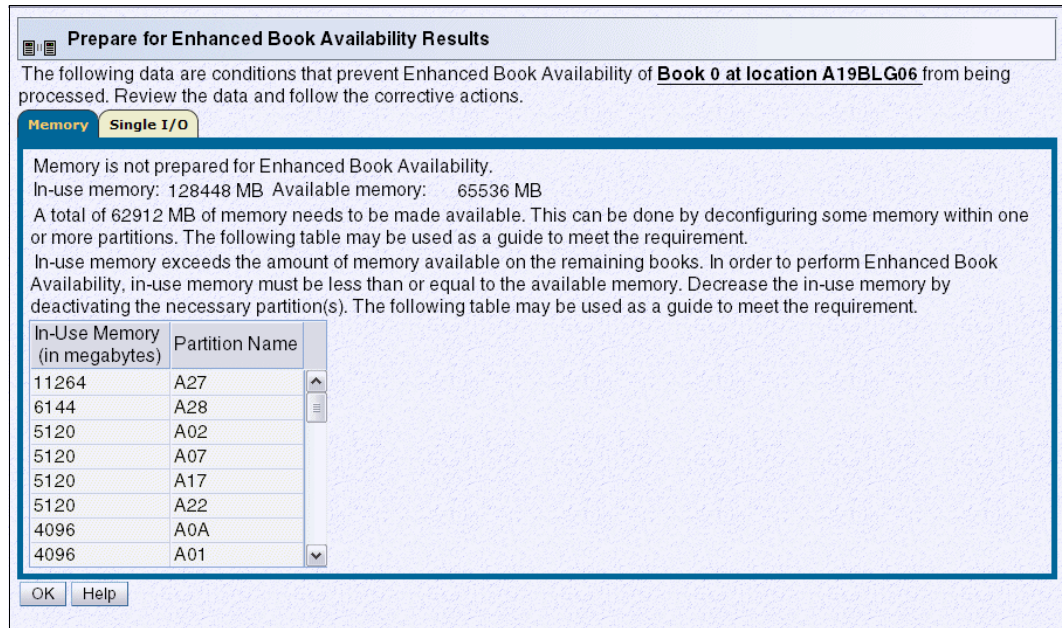 Prepare for Enhanced Book Availability Results
The following data are conditions that prevent Enhanced Book Availability of Book 0 at location A19BLG06 from being
processed. Review the data and follow the corrective actions.
Memory Single I/O
Memory is not prepared for Enhanced Book Availability.
In-use memory: 128448 MB Available memory: 65536 MB
A total of 62912 MB of memory needs to be made available. This can be done by deconfiguring some memory within one
or more partitions. The following table may be used as a guide to meet the requirement.
In-use memory exceeds the amount of memory available on the remaining books. In order to perform Enhanced Book
Availability, in-use memory must be less than or equal to the available memory. Decrease the in-use memory by
deactivating the necessary partition(s). The following table may be used as a guide to meet the requirement.
In-Use Memory
(in megabytes) Partition Name
11264 A27
6144 A28
5120 A02
5120 A07
5120 A17
5120 A22
4096 A0A
4096 A01
OK Help